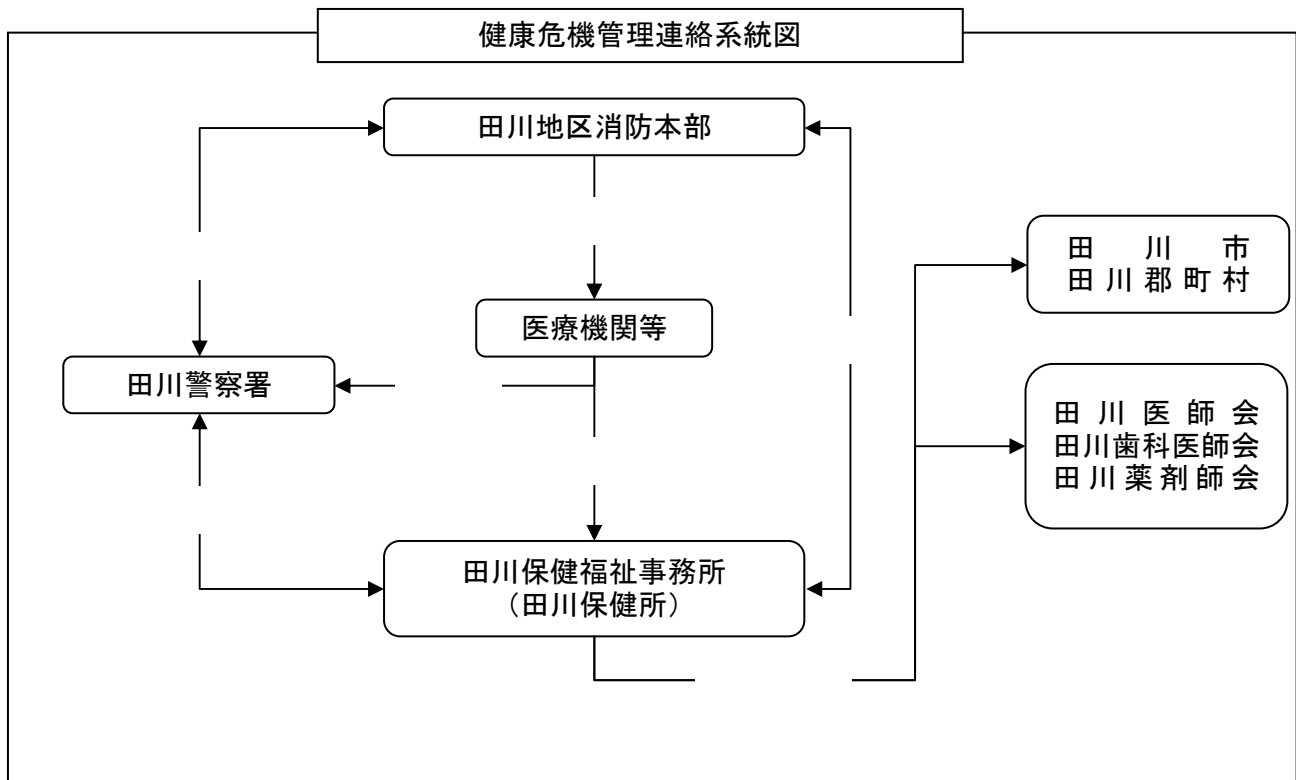 健康危機管理連絡系統図
田川地区消防本部
田川市
田川郡町村
医療機関等
田川警察署
田川医師会
田川歯科医師会
田川薬剤師会
田川保健福祉事務所
（田川保健所）